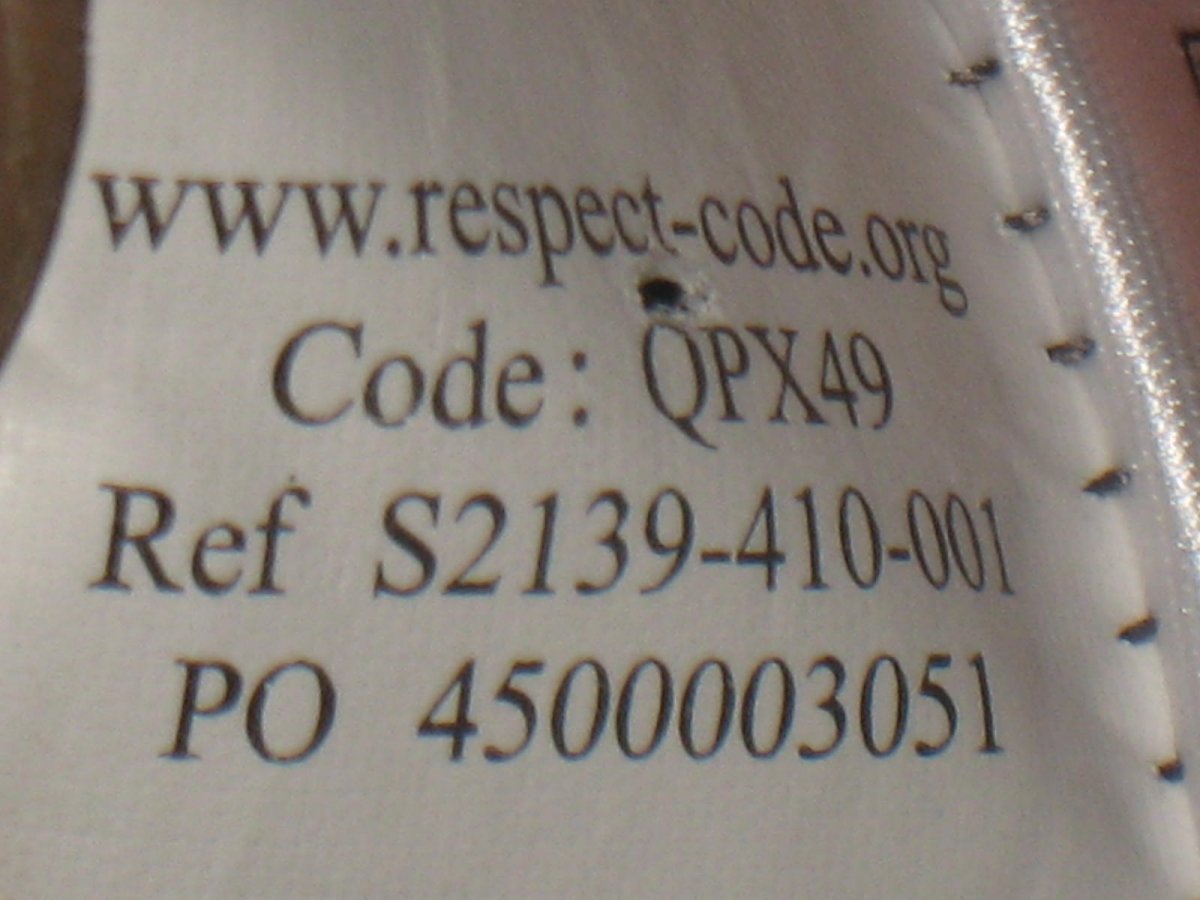 www.respect-code.org
Code: QPX49
Ref S2139-410-001
PO 4500003051